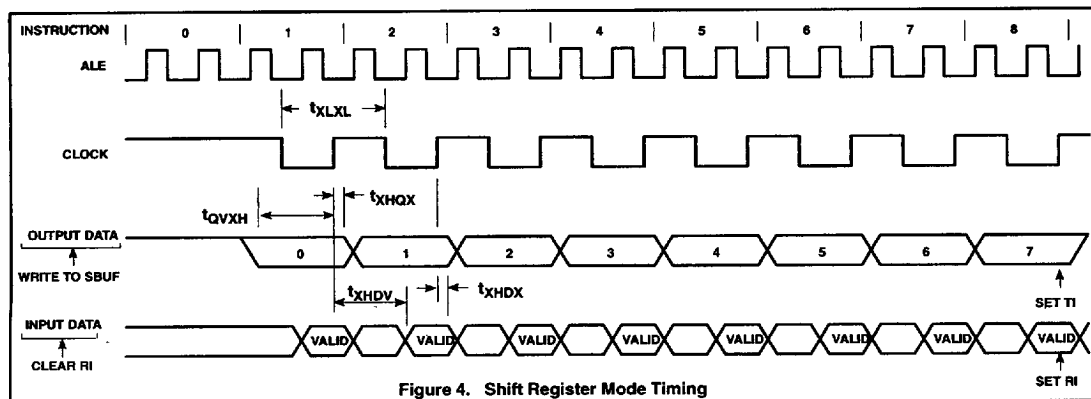 INSTRUCTION 0 1 2 3 4 5 6 7 8
ALE
tXLXL
CLOCK
tQVXH tXHQX
OUTPUT DATA 0 1 2 3 4 5 6 7
WRITE TO SBUF
tXHDV tXHDX
SET TI
INPUT DATA VALID VALID VALID VALID VALID VALID VALID VALID
CLEAR RI
SET RI
Figure 4. Shift Register Mode Timing